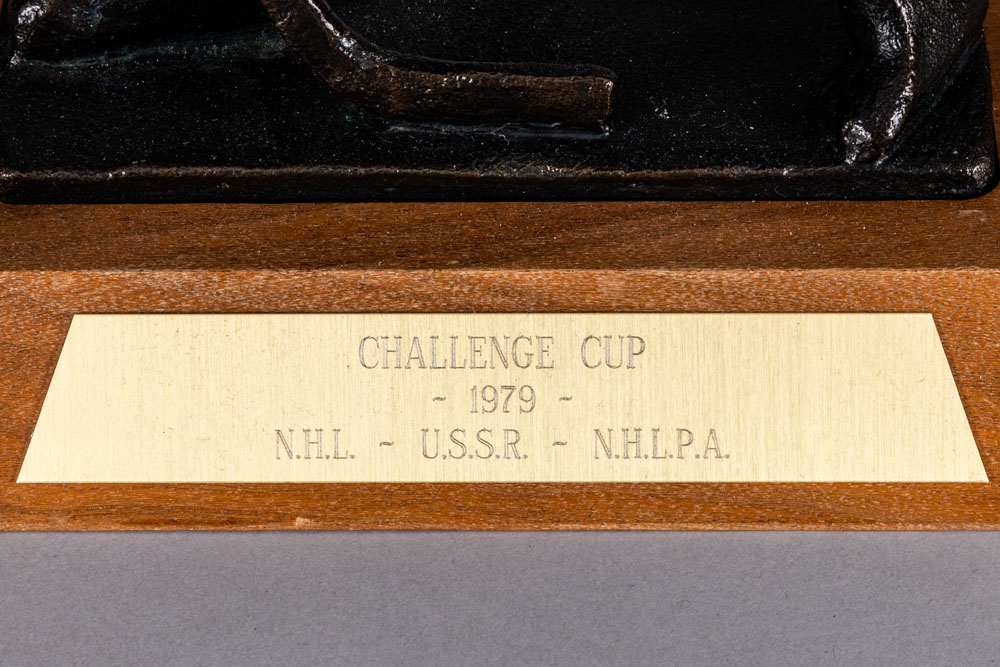 CHALLENGE CUP
~ 1979 ~
N.H.L. ~ U.S.S.R. ~ N.H.L.P.A.